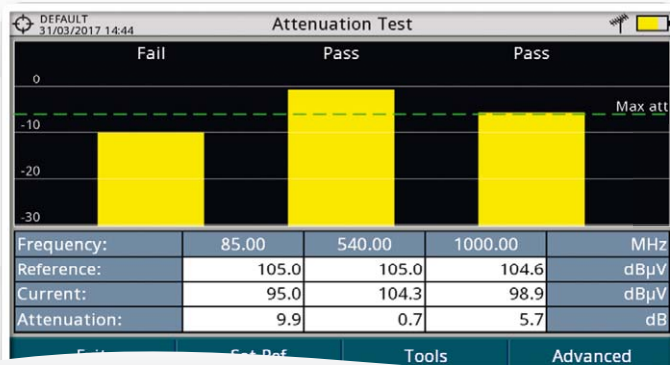 DEFAULT
31/03/2017 14:44
Attenuation Test
Fail Pass Pass
0
Max att
-10
-20
-30
Frequency: 85.00 540.00 1000.00 MHz
Reference: 105.0 105.0 104.6 dBµV
Current: 95.0 104.3 98.9 dBµV
Attenuation: 9.9 0.7 5.7 dB
Tools Advanced